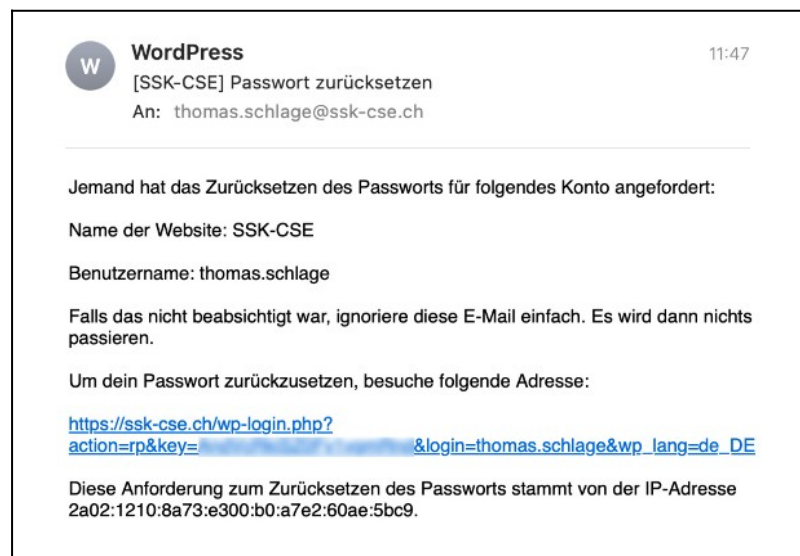 W
WordPress
11:47
[SSK-CSE] Passwort zurücksetzen
An: thomas.schlage@ssk-cse.ch
Jemand hat das Zurücksetzen des Passworts für folgendes Konto angefordert:
Name der Website: SSK-CSE
Benutzername: thomas.schlage
Falls das nicht beabsichtigt war, ignoriere diese E-Mail einfach. Es wird dann nichts
passieren.
Um dein Passwort zurückzusetzen, besuche folgende Adresse:
https://ssk-cse.ch/wp-login.php?
action=rp&key= &login=thomas.schlage&wp_lang=de_DE
Diese Anforderung zum Zurücksetzen des Passworts stammt von der IP-Adresse
2a02:1210:8a73:e300:b0:a7e2:60ae:5bc9.